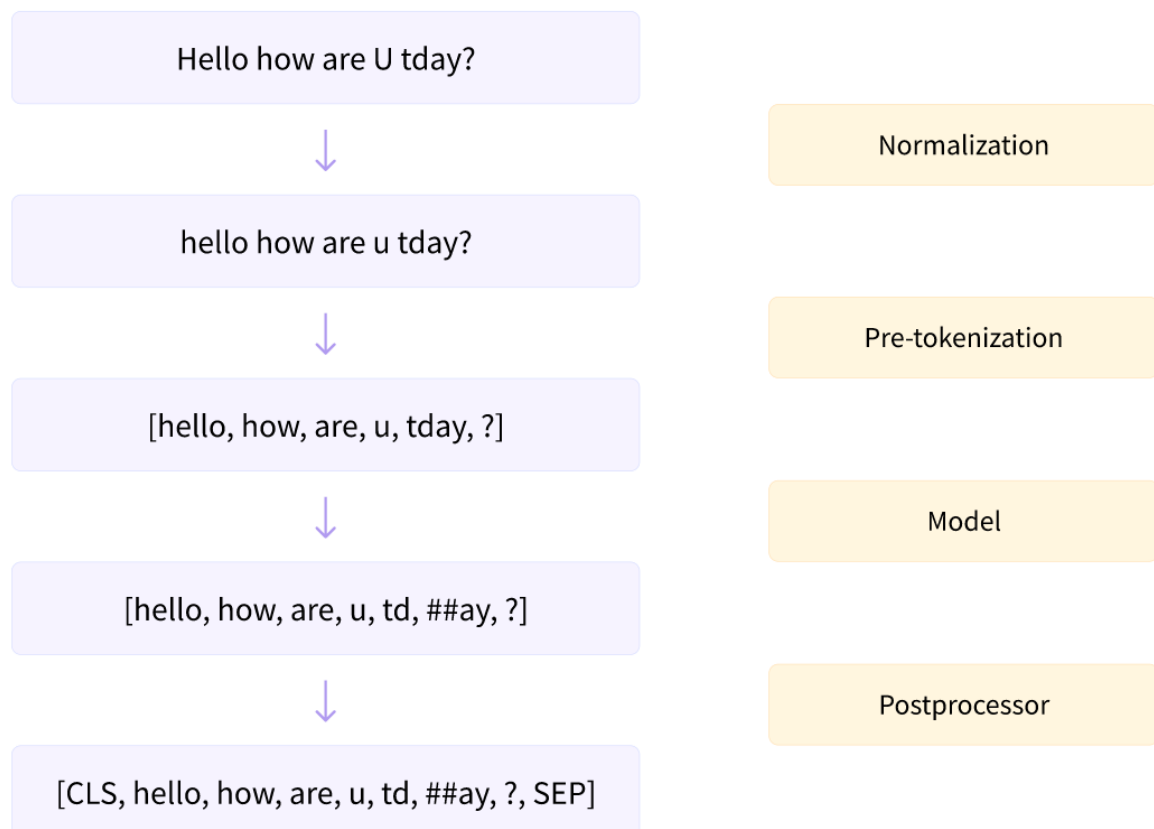 Hello how are U tday?
Normalization
hello how are u tday?
Pre-tokenization
[hello, how, are, u, tday, ?]
Model
[hello, how, are, u, td, ##ay, ?]
Postprocessor
[CLS, hello, how, are, u, td, ##ay, ?, SEP]